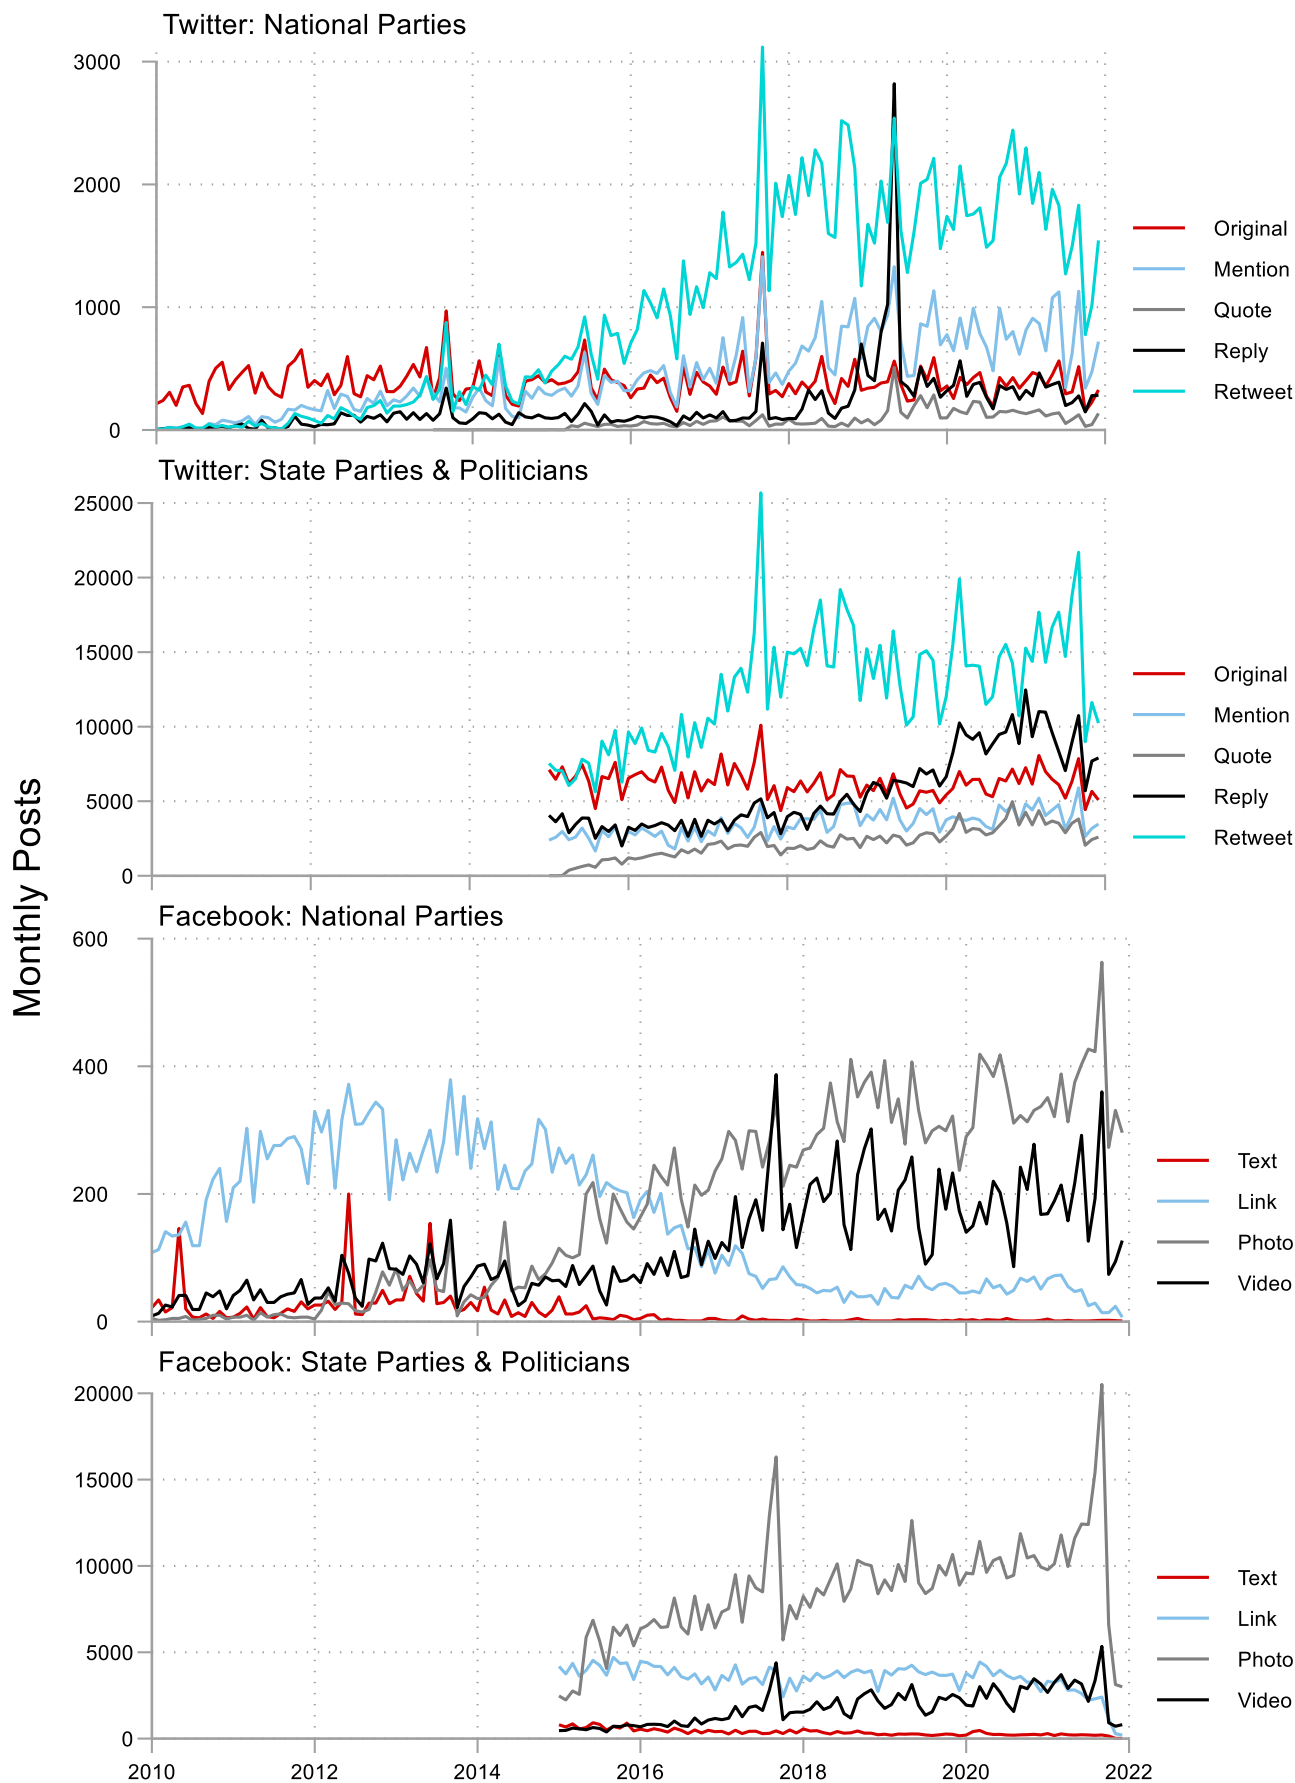 Twitter: National Parties
3000
2000
1000
0
Original
Mention
Quote
Reply
Retweet
Twitter: State Parties & Politicians
25000
20000
15000
10000
5000
0
Original
Mention
Quote
Reply
Retweet
Monthly Posts
Facebook: National Parties
600
400
200
0
Text
Link
Photo
Video
Facebook: State Parties & Politicians
20000
15000
10000
5000
0
Text
Link
Photo
Video
2010 2012 2014 2016 2018 2020 2022